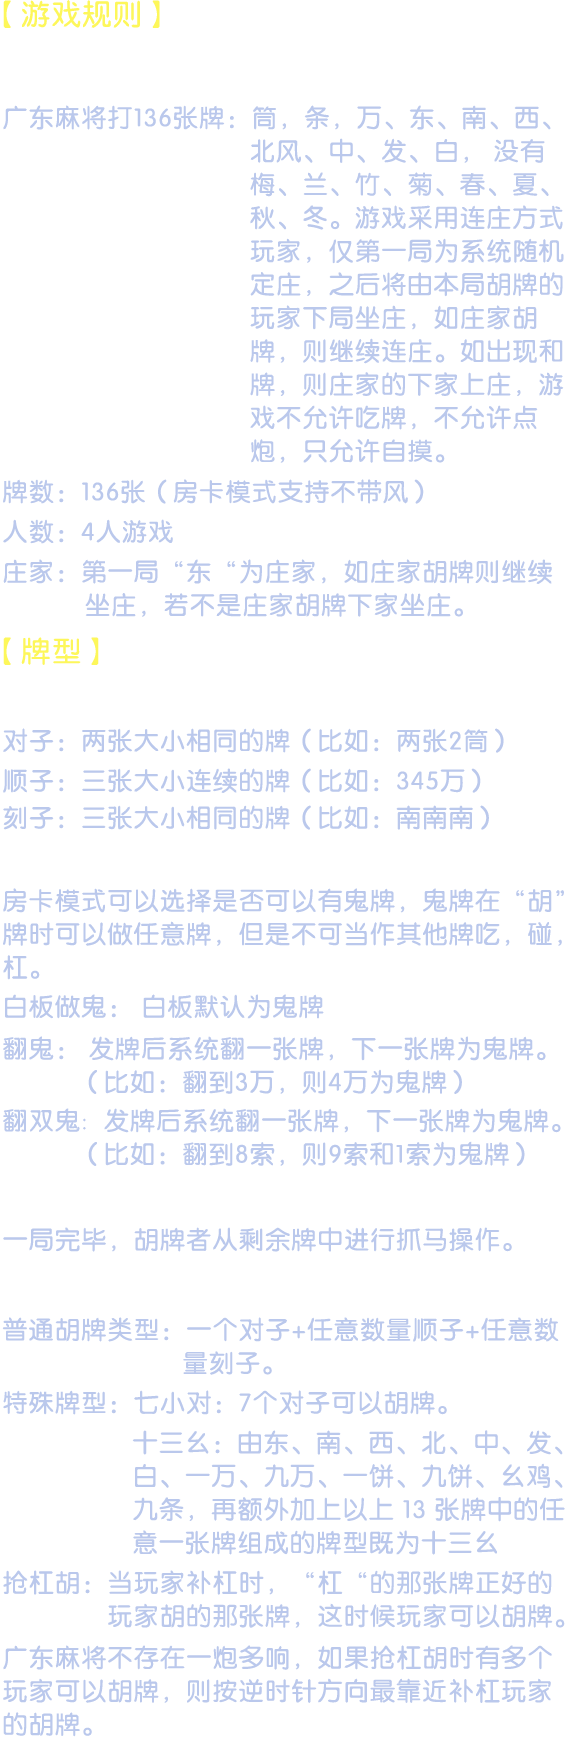 【游戏规则】
广东麻将打136张牌：筒，条，万、东、南、西、
北风、中、发、白， 没有
梅、兰、竹、菊、春、夏、
秋、冬。游戏采用连庄方式
玩家，仅第一局为系统随机
定庄，之后将由本局胡牌的
玩家下局坐庄，如庄家胡
牌，则继续连庄。如出现和
牌，则庄家的下家上庄，游
戏不允许吃牌，不允许点
炮，只允许自摸。
牌数：136张（房卡模式支持不带风）
人数：4人游戏
庄家：第一局“东“为庄家，如庄家胡牌则继续
坐庄，若不是庄家胡牌下家坐庄。
【牌型】
对子：两张大小相同的牌（比如：两张2筒）
顺子：三张大小连续的牌（比如：345万）
刻子：三张大小相同的牌（比如：南南南）
房卡模式可以选择是否可以有鬼牌，鬼牌在“胡”
牌时可以做任意牌，但是不可当作其他牌吃，碰，
杠。
白板做鬼： 白板默认为鬼牌
翻鬼： 发牌后系统翻一张牌，下一张牌为鬼牌。
（比如：翻到3万，则4万为鬼牌）
翻双鬼: 发牌后系统翻一张牌，下一张牌为鬼牌。
（比如：翻到8索，则9索和1索为鬼牌）
一局完毕，胡牌者从剩余牌中进行抓马操作。
普通胡牌类型：一个对子+任意数量顺子+任意数
量刻子。
特殊牌型：七小对：7个对子可以胡牌。
十三幺：由东、南、西、北、中、发、
白、一万、九万、一饼、九饼、幺鸡、
九条，再额外加上以上 13 张牌中的任
意一张牌组成的牌型既为十三幺
抢杠胡：当玩家补杠时，“杠“的那张牌正好的
玩家胡的那张牌，这时候玩家可以胡牌。
广东麻将不存在一炮多响，如果抢杠胡时有多个
玩家可以胡牌，则按逆时针方向最靠近补杠玩家
的胡牌。